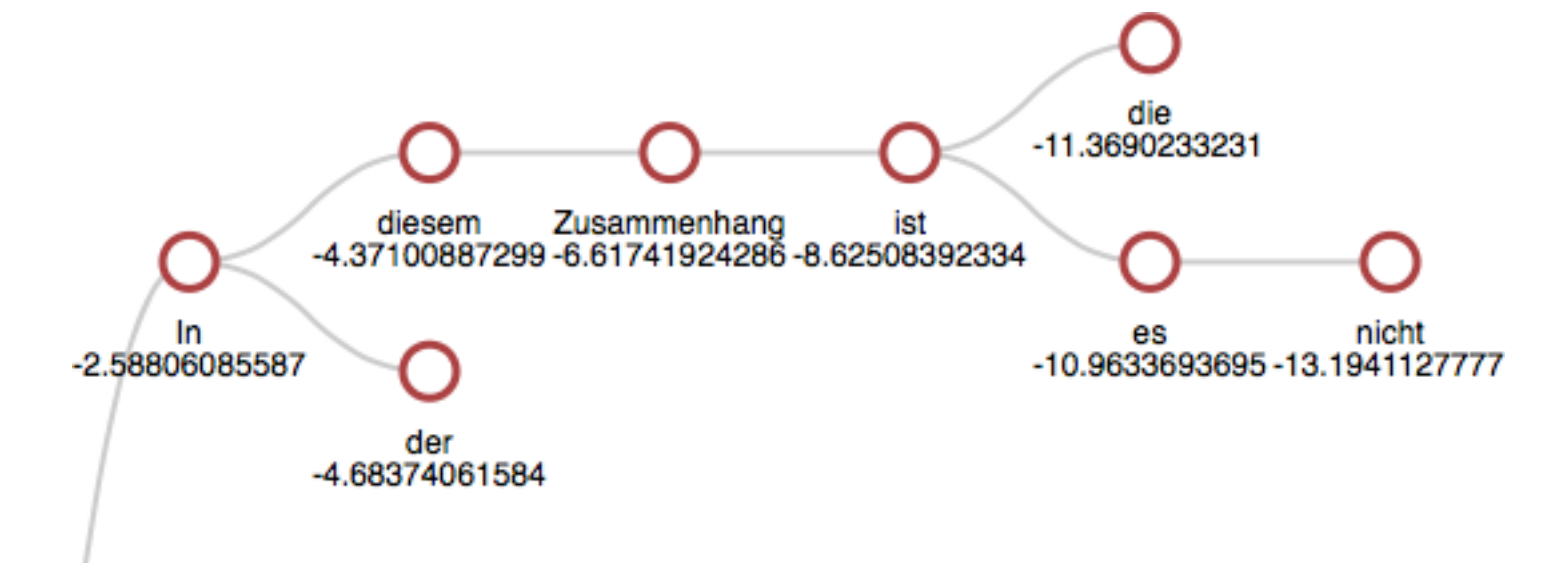 die
-11.3690233231
diesem
-4.37100887299
Zusammenhang
-6.61741924286
ist
-8.62508392334
In
-2.58806085587
es
-10.9633693695
nicht
-13.1941127777
der
-4.68374061584